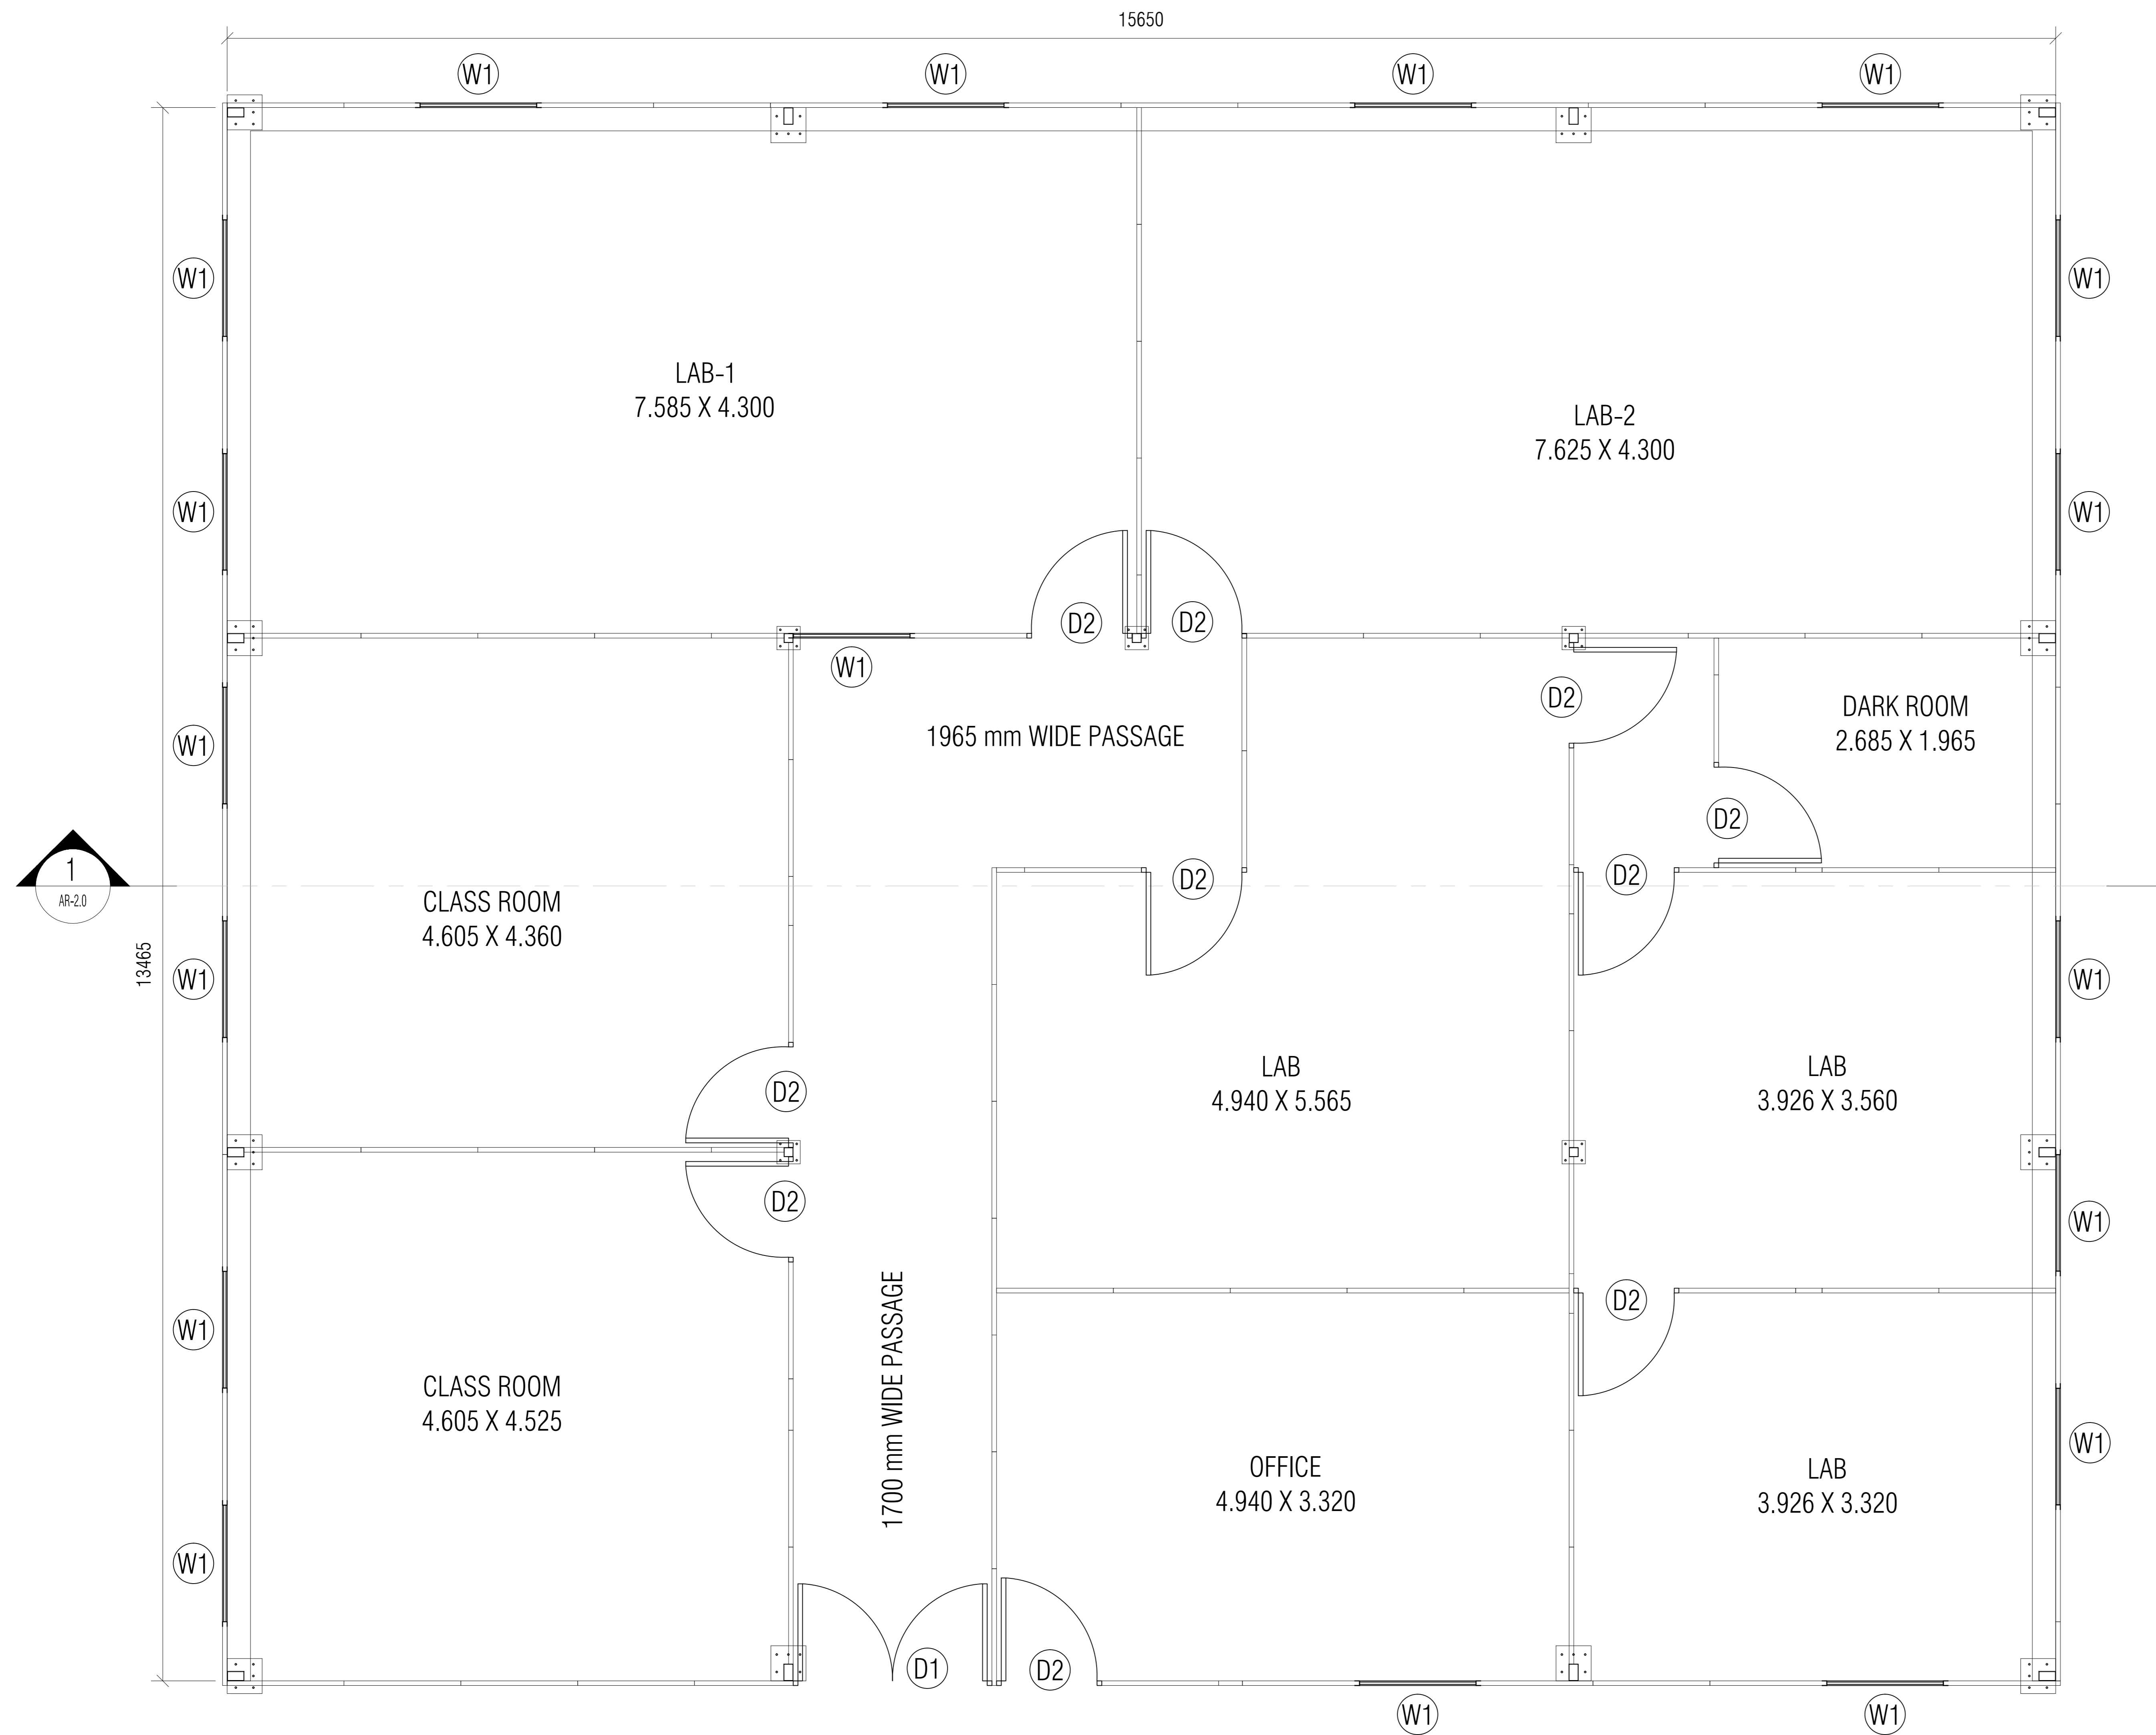 15650
W1
W1
W1
W1
W1
W1
LAB-1
7.585 X 4.300
LAB-2
7.625 X 4.300
W1
W1
D2
D2
W1
D2
1965 mm WIDE PASSAGE
DARK ROOM
2.685 X 1.965
W1
D2
1
AR-2.0
CLASS ROOM
4.605 X 4.360
D2
D2
13465
W1
W1
LAB
4.940 X 5.565
LAB
3.926 X 3.560
D2
D2
W1
D2
W1
1700 mm WIDE PASSAGE
CLASS ROOM
4.605 X 4.525
W1
OFFICE
4.940 X 3.320
LAB
3.926 X 3.320
W1
D1
D2
W1
W1